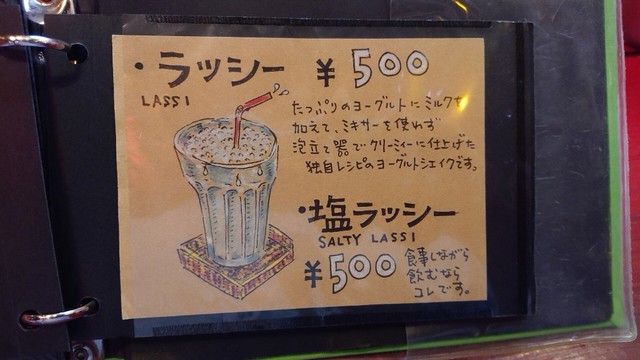 ・ラッシー ¥500
LASSI
たっぷりのヨーグルトにミルクを
加えて、ミキサーを使わず
泡立て器でクリーミィーに仕上げた
独自レシピのヨーグルトシェイクです。
・塩ラッシー
SALTY LASSI
¥500
食事しながら
飲むなら
コレです。